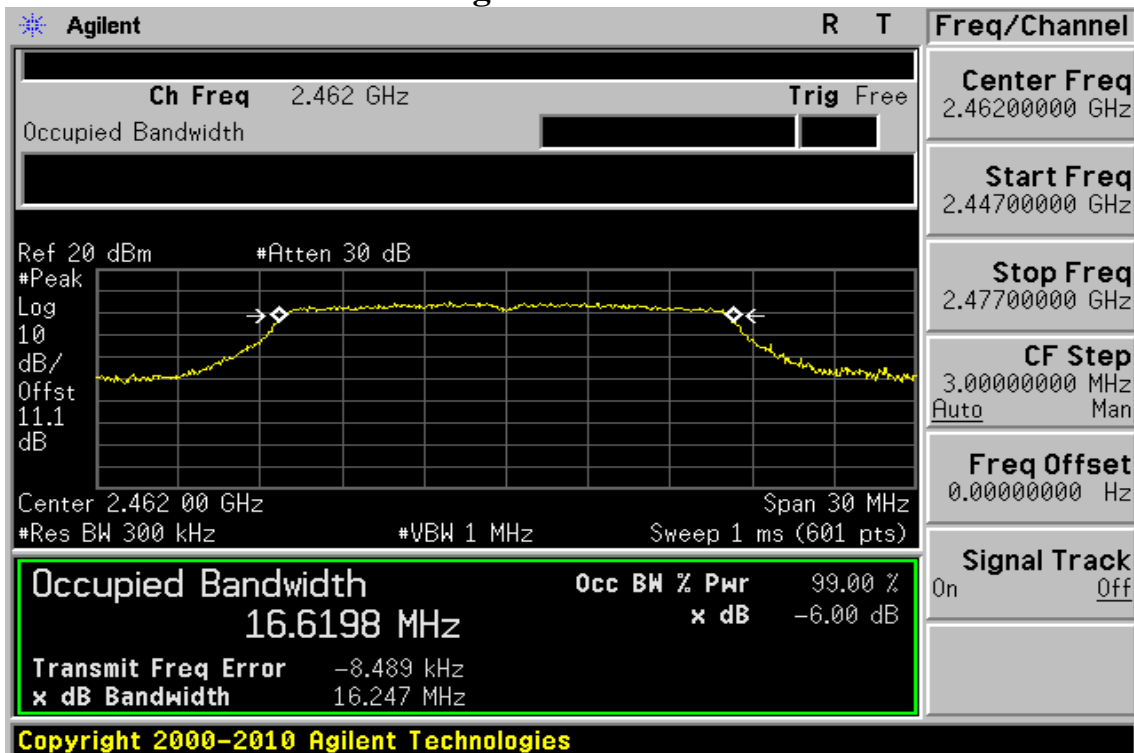 Agilent R T Freq/Channel
Ch Freq 2.462 GHz Trig Free
Occupied Bandwidth
Center Freq
2.46200000 GHz
Start Freq
2.44700000 GHz
Stop Freq
2.47700000 GHz
CF Step
3.00000000 MHz
Auto Man
Freq Offset
0.00000000 Hz
Signal Track
On Off
Ref 20 dBm #Atten 30 dB
#Peak
Log
10
dB/
Offst
11.1
dB
Center 2.462 00 GHz Span 30 MHz
#Res BW 300 kHz #VBW 1 MHz Sweep 1 ms (601 pts)
Occupied Bandwidth Occ BW % Pwr 99.00 %
16.6198 MHz x dB -6.00 dB
Transmit Freq Error -8.489 kHz
x dB Bandwidth 16.247 MHz
Copyright 2000-2010 Agilent Technologies